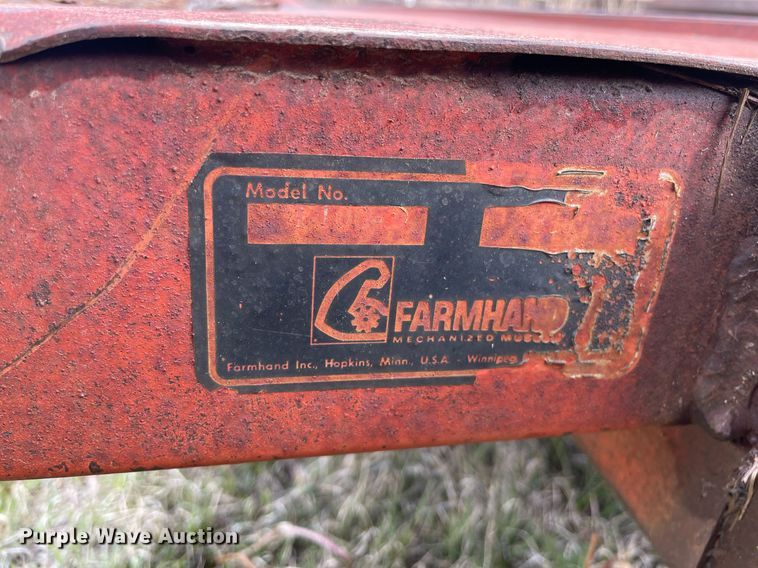 Model No.
FARMHAND
MECHANIZED MUSCLE
Farmhand Inc., Hopkins, Minn., U.S.A. - Winnipeg
Purple Wave Auction